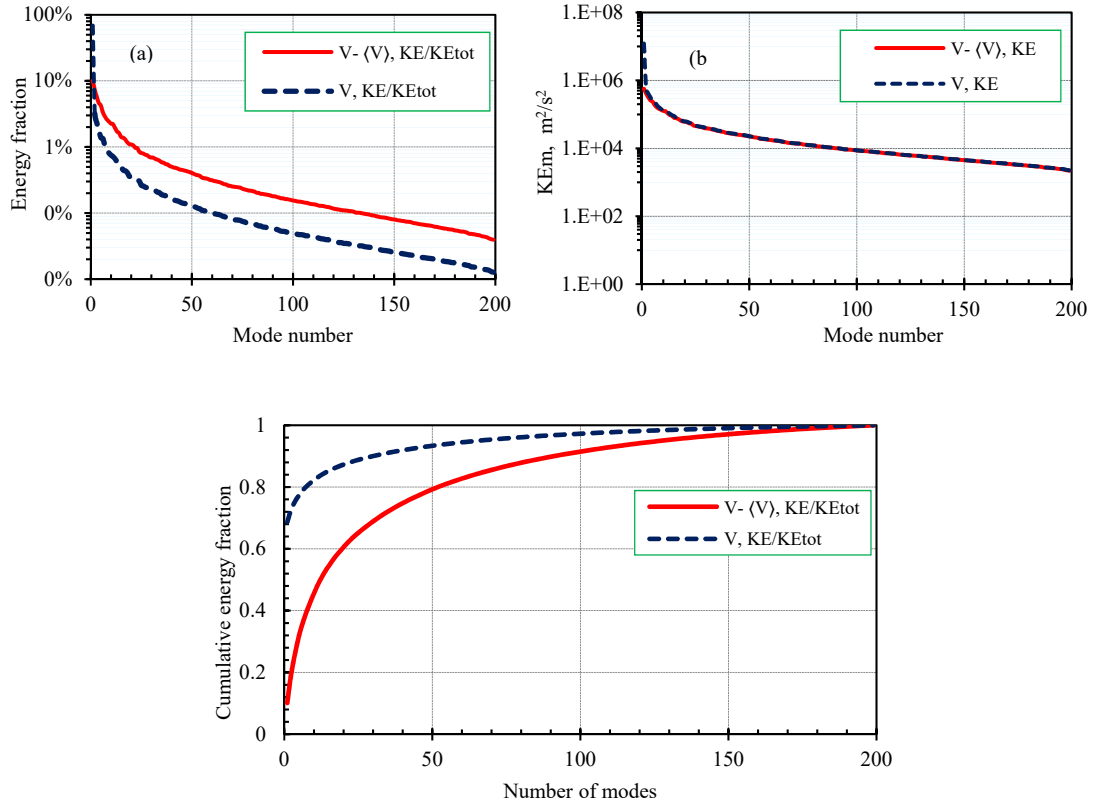 100%
10%
1%
0%
0%
Energy fraction
(a)
V- ⟨V⟩, KE/KEtot
V, KE/KEtot
0
50
100
150
200
Mode number
1.E+08
1.E+06
1.E+04
1.E+02
1.E+00
KEm, m²/s²
(b
V- ⟨V⟩, KE
V, KE
0
50
100
150
200
Mode number
1
0.8
0.6
0.4
0.2
0
Cumulative energy fraction
V- ⟨V⟩, KE/KEtot
V, KE/KEtot
0
50
100
150
200
Number of modes